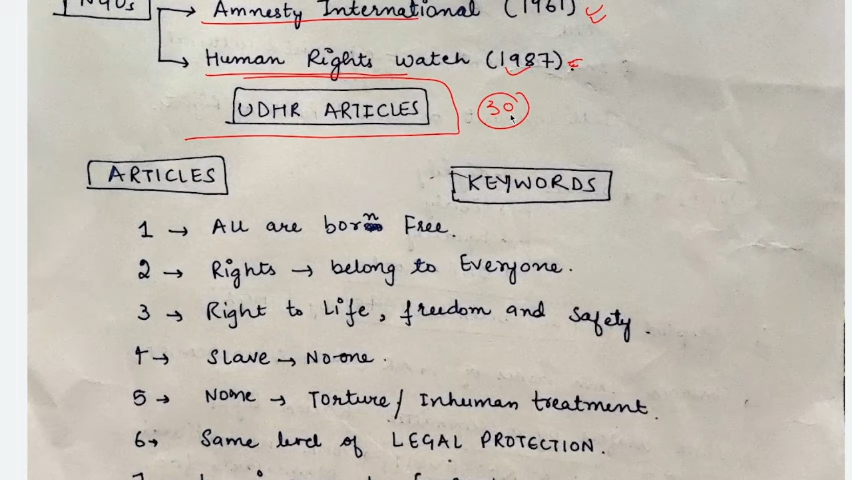 NGOs → Amnesty International (1961)
→ Human Rights watch (1987).
UDHR ARTICLES 30
ARTICLES KEYWORDS
1 → All are born Free.
2 → Rights → belong to Everyone.
3 → Right to Life, freedom and safety.
4 → Slave → No-one.
5 → None → Torture/ Inhuman treatment.
6 → Same level of LEGAL PROTECTION.